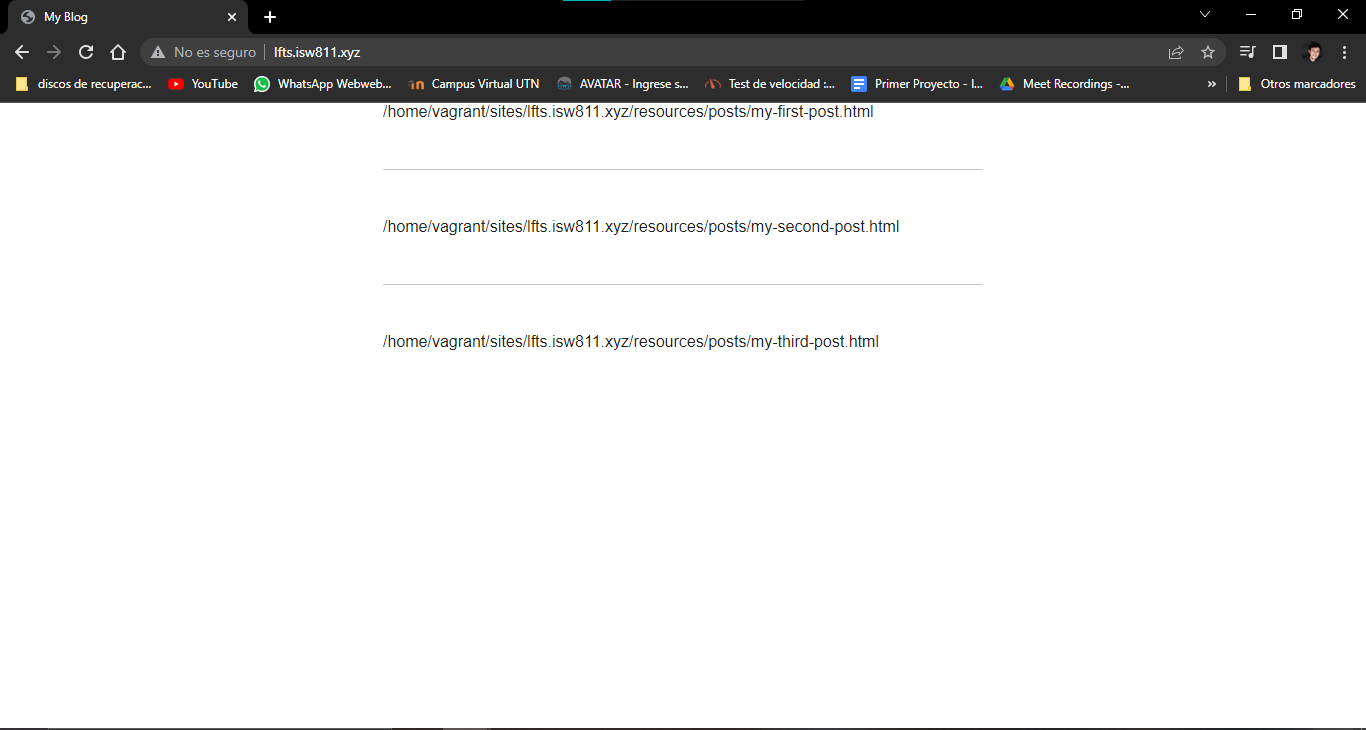 My Blog
No es seguro lfts.isw811.xyz
discos de recuperac... YouTube WhatsApp Webweb... Campus Virtual UTN AVATAR - Ingrese s... Test de velocidad :... Primer Proyecto - I... Meet Recordings -... » Otros marcadores
/home/vagrant/sites/lfts.isw811.xyz/resources/posts/my-first-post.html
/home/vagrant/sites/lfts.isw811.xyz/resources/posts/my-second-post.html
/home/vagrant/sites/lfts.isw811.xyz/resources/posts/my-third-post.html